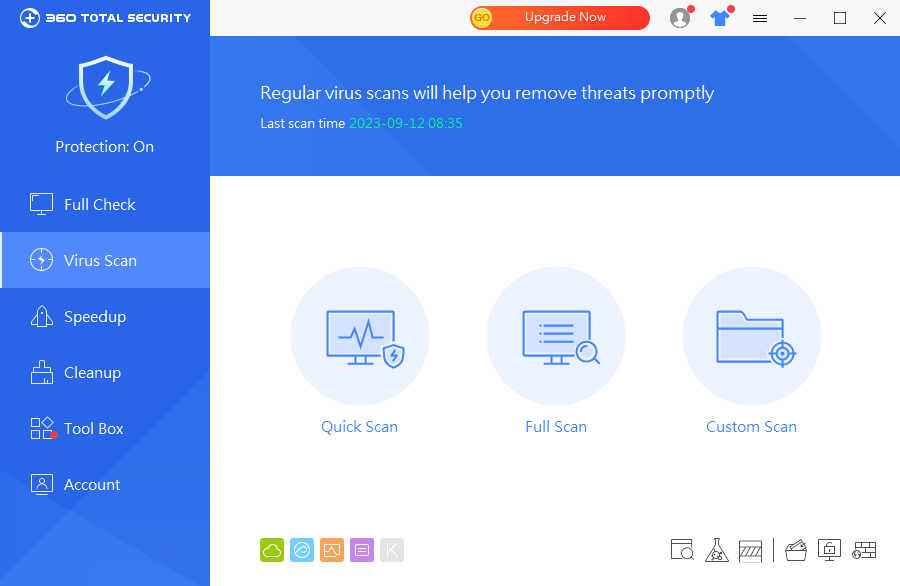 360 TOTAL SECURITY
GO
Upgrade Now
Protection: On
Full Check
Virus Scan
Speedup
Cleanup
Tool Box
Account
Regular virus scans will help you remove threats promptly
Last scan time 2023-09-12 08:35
Quick Scan
Full Scan
Custom Scan
K